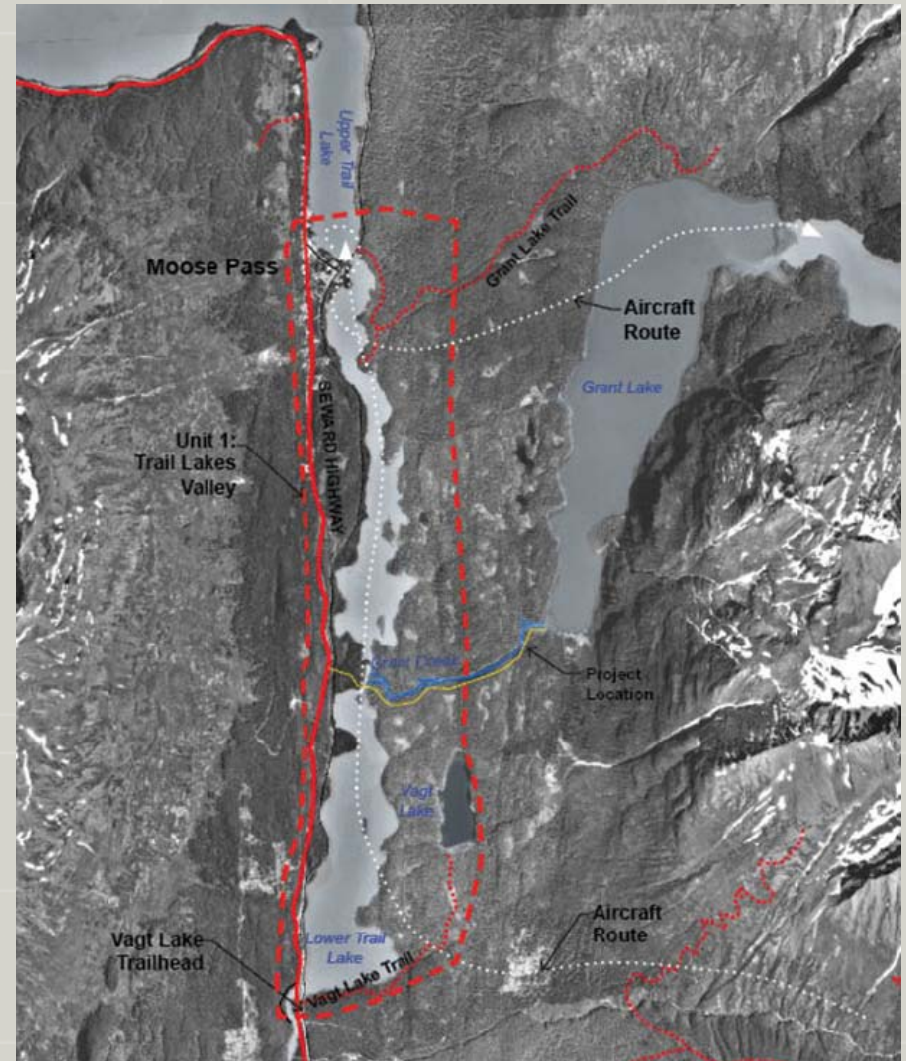 Upper Trail
Lake
Moose Pass
Grant Lake Trail
Aircraft
Route
Grant Lake
SEWARD HIGHWAY
Unit 1:
Trail Lakes
Valley
Grant Creek
Project
Location
Vagt
Lake
Aircraft
Route
Vagt Lake
Trailhead
Lower Trail
Lake
Vagt Lake Trail